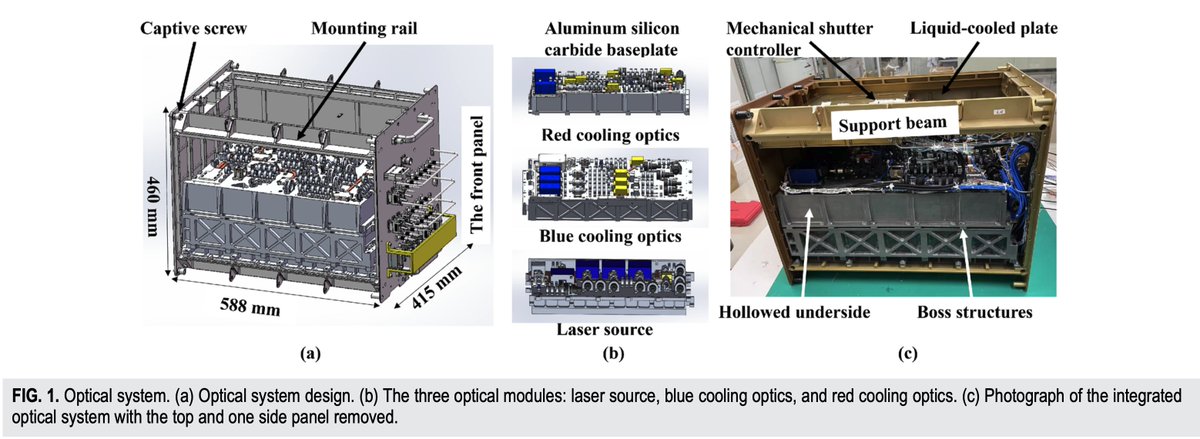 Captive screw
Mounting rail
460 mm
588 mm
415 mm
The front panel
(a)
Aluminum silicon
carbide baseplate
Red cooling optics
Blue cooling optics
Laser source
(b)
Mechanical shutter
controller
Liquid-cooled plate
Support beam
Hollowed underside
Boss structures
(c)
FIG. 1. Optical system. (a) Optical system design. (b) The three optical modules: laser source, blue cooling optics, and red cooling optics. (c) Photograph of the integrated
optical system with the top and one side panel removed.